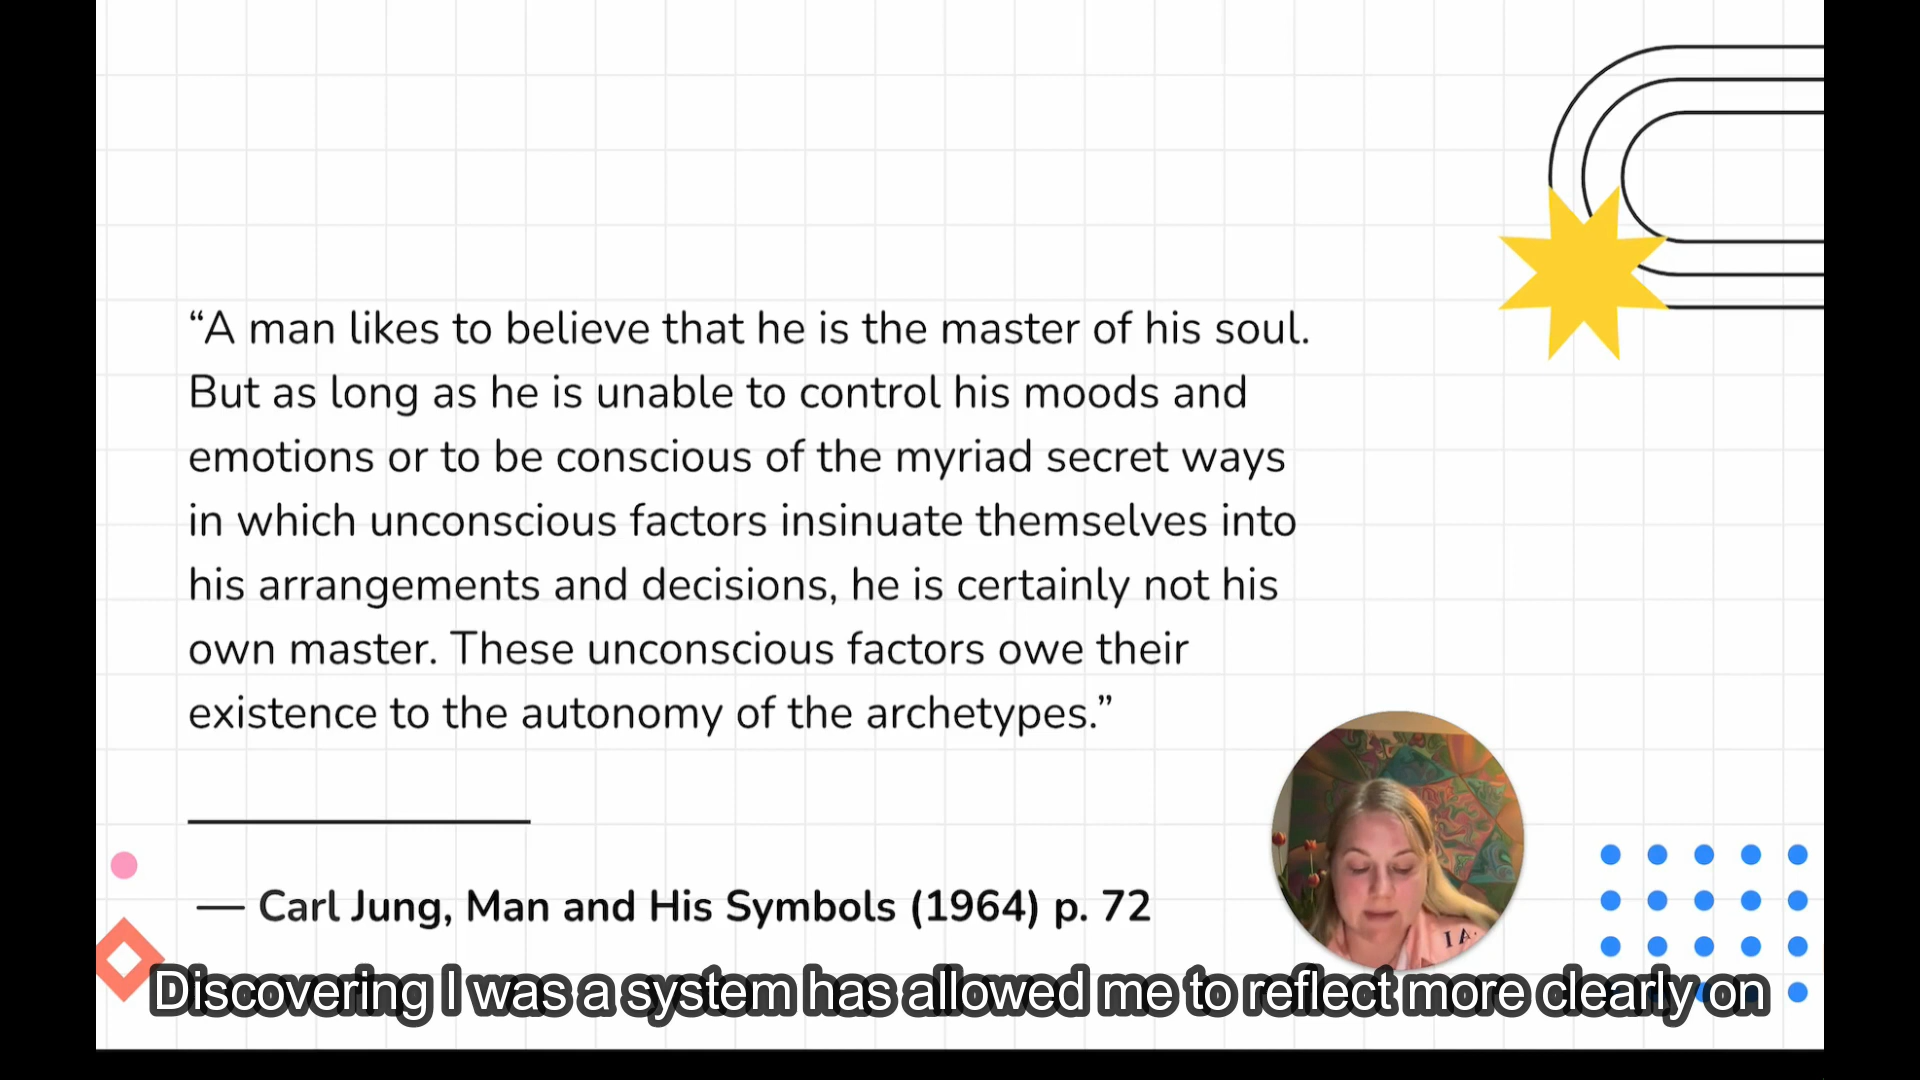 “A man likes to believe that he is the master of his soul.
But as long as he is unable to control his moods and
emotions or to be conscious of the myriad secret ways
in which unconscious factors insinuate themselves into
his arrangements and decisions, he is certainly not his
own master. These unconscious factors owe their
existence to the autonomy of the archetypes.”
— Carl Jung, Man and His Symbols (1964) p. 72
I A
Discovering I was a system has allowed me to reflect more clearly on